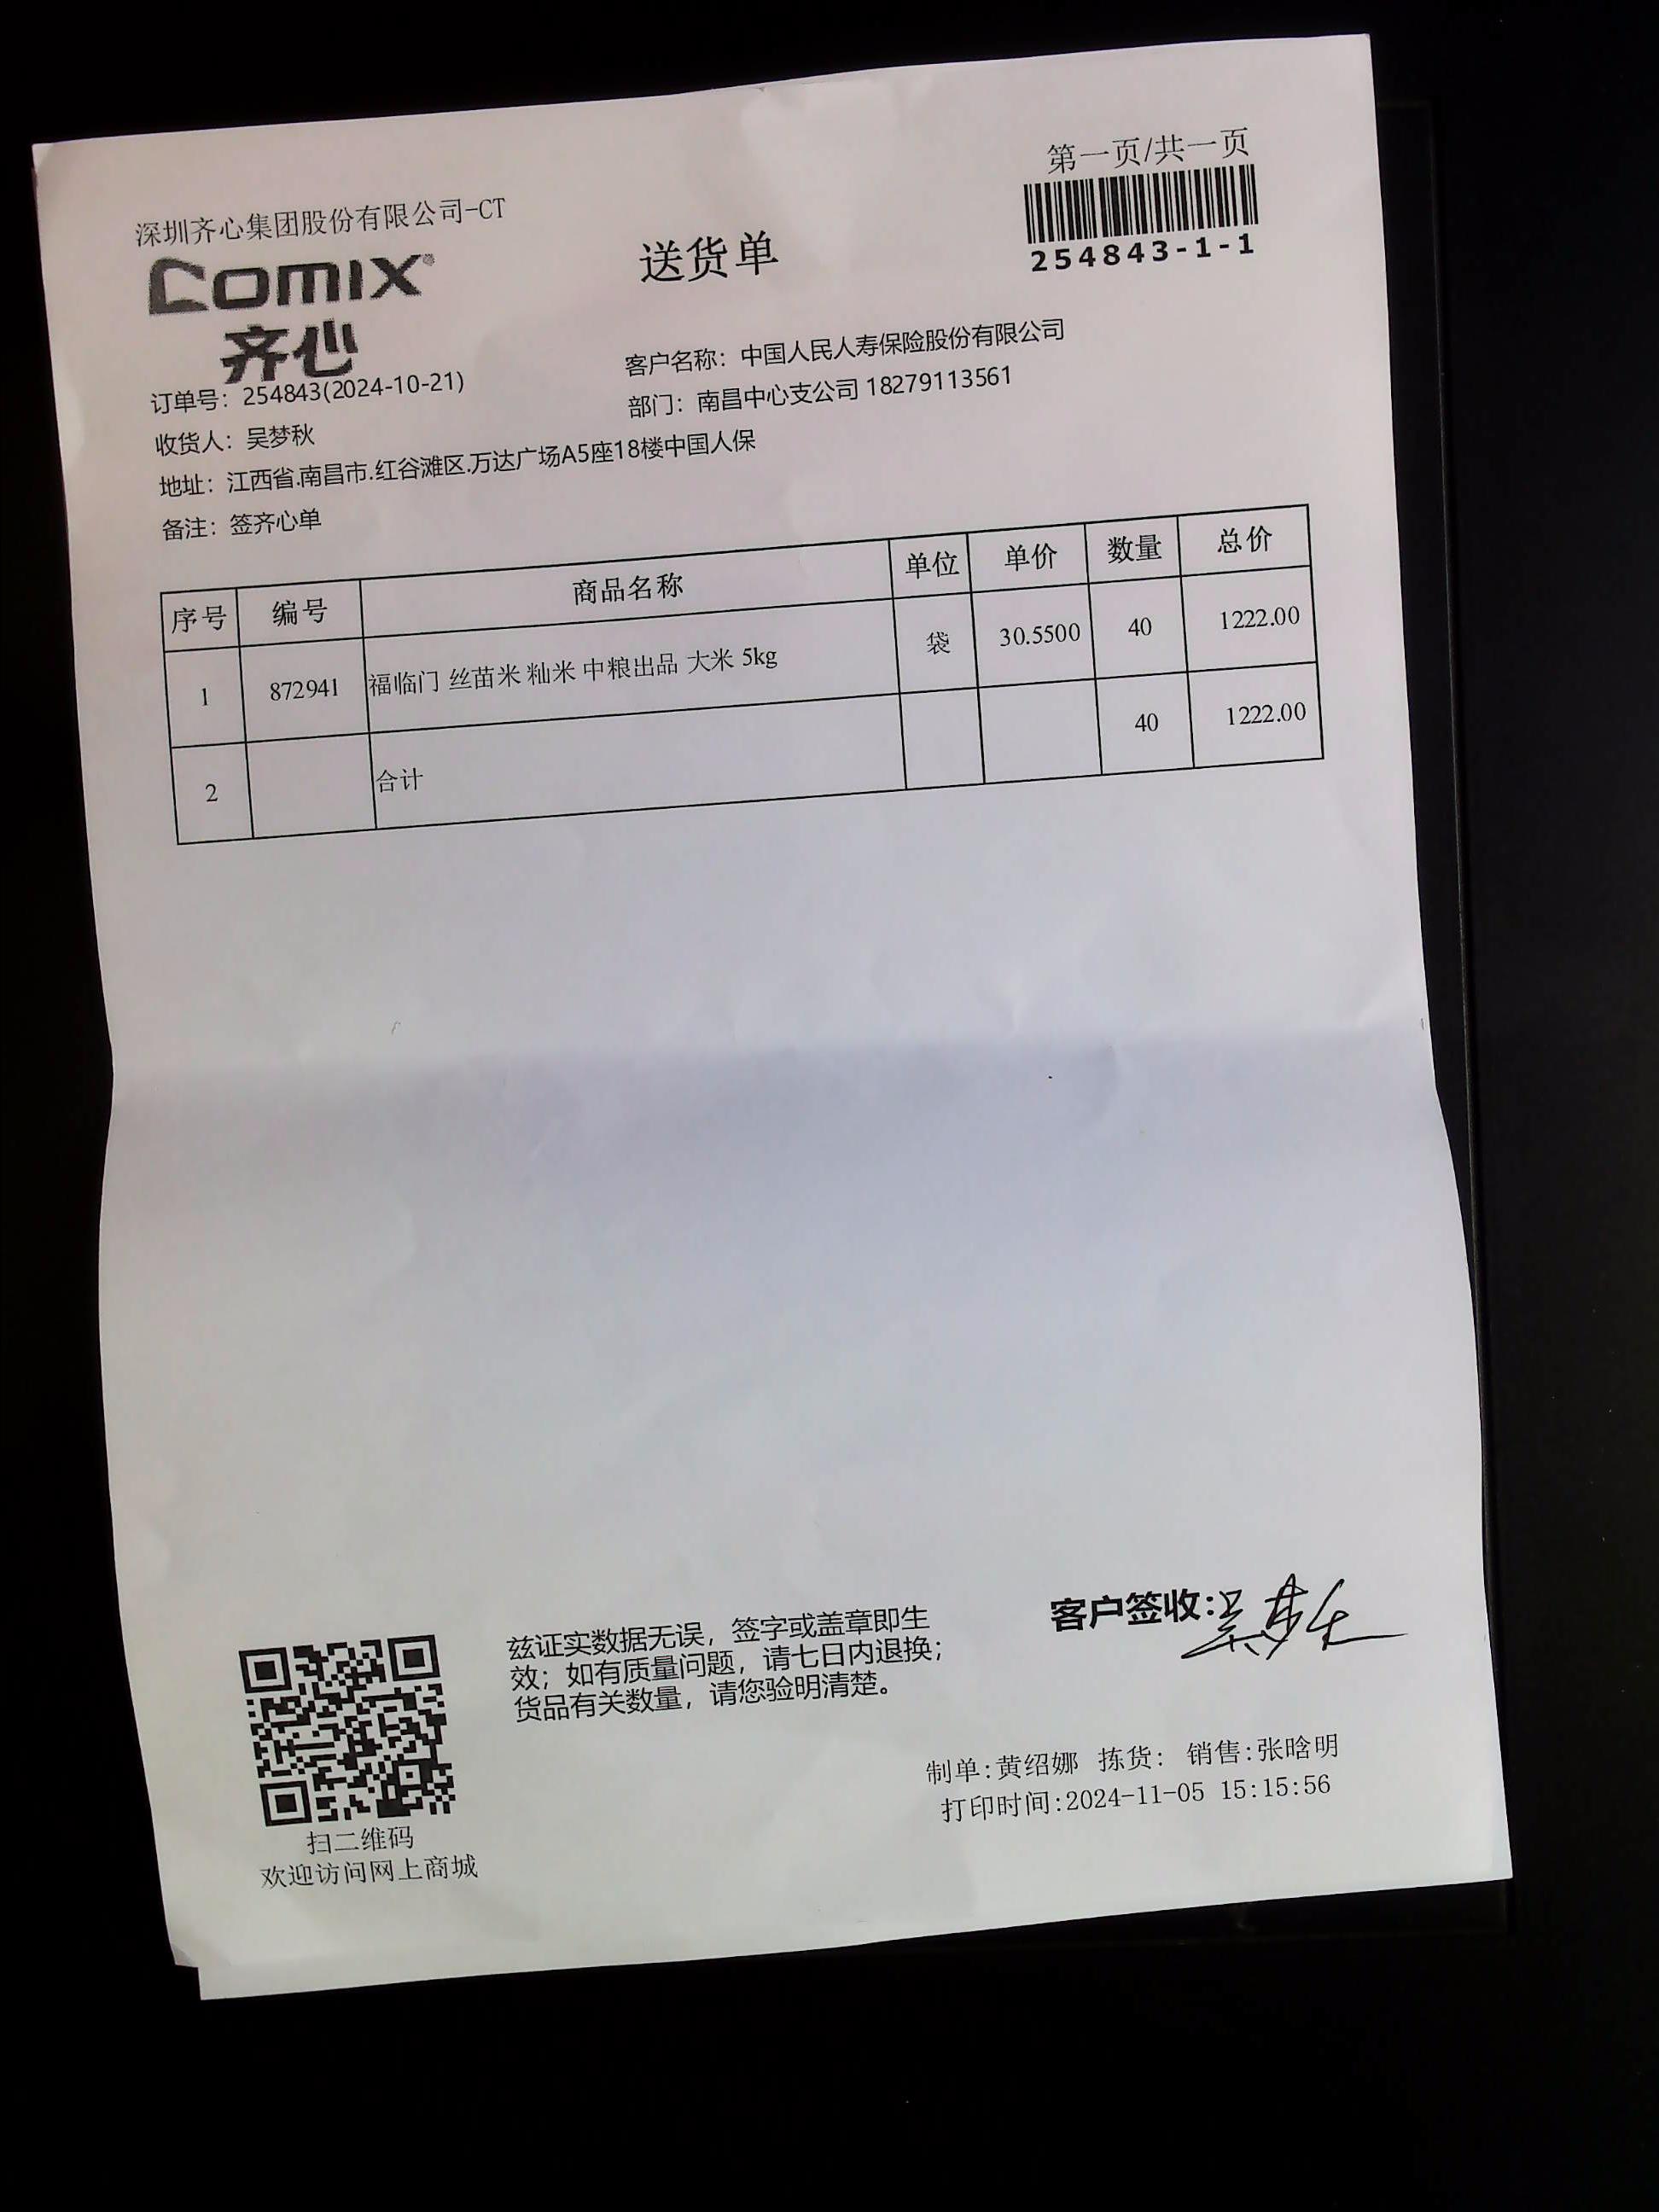 第一页/共一页
深圳齐心集团股份有限公司-CT
comix
齐心
送货单
254843-1-1
订单号：254843(2024-10-21)
客户名称：中国人民人寿保险股份有限公司
收货人：吴梦秋
部门：南昌中心支公司 18279113561
地址：江西省.南昌市.红谷滩区.万达广场A5座18楼中国人保
备注：签齐心单
序号 编号 商品名称 单位 单价 数量 总价
1 872941 福临门 丝苗米 籼米 中粮出品 大米 5kg 袋 30.5500 40 1222.00
2 合计 40 1222.00
兹证实数据无误，签字或盖章即生
效；如有质量问题，请七日内退换；
货品有关数量，请您验明清楚。
客户签收:
制单:黄绍娜 拣货: 销售:张晗明
打印时间:2024-11-05 15:15:56
扫二维码
欢迎访问网上商城